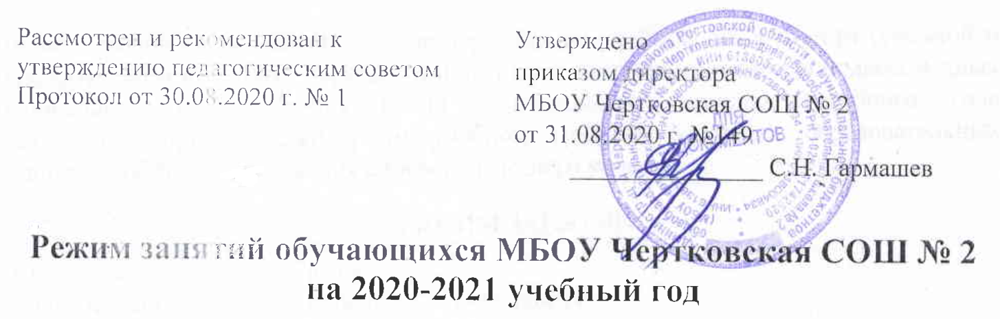 Рассмотрен и рекомендован к
утверждению педагогическим советом
Протокол от 30.08.2020 г. № 1
Утверждено
приказом директора
МБОУ Чертковская СОШ № 2
от 31.08.2020 г. №149
С.Н. Гармашев
ДЛЯ
ДОКУМЕНТОВ
Режим занятий обучающихся МБОУ Чертковская СОШ № 2
на 2020-2021 учебный год